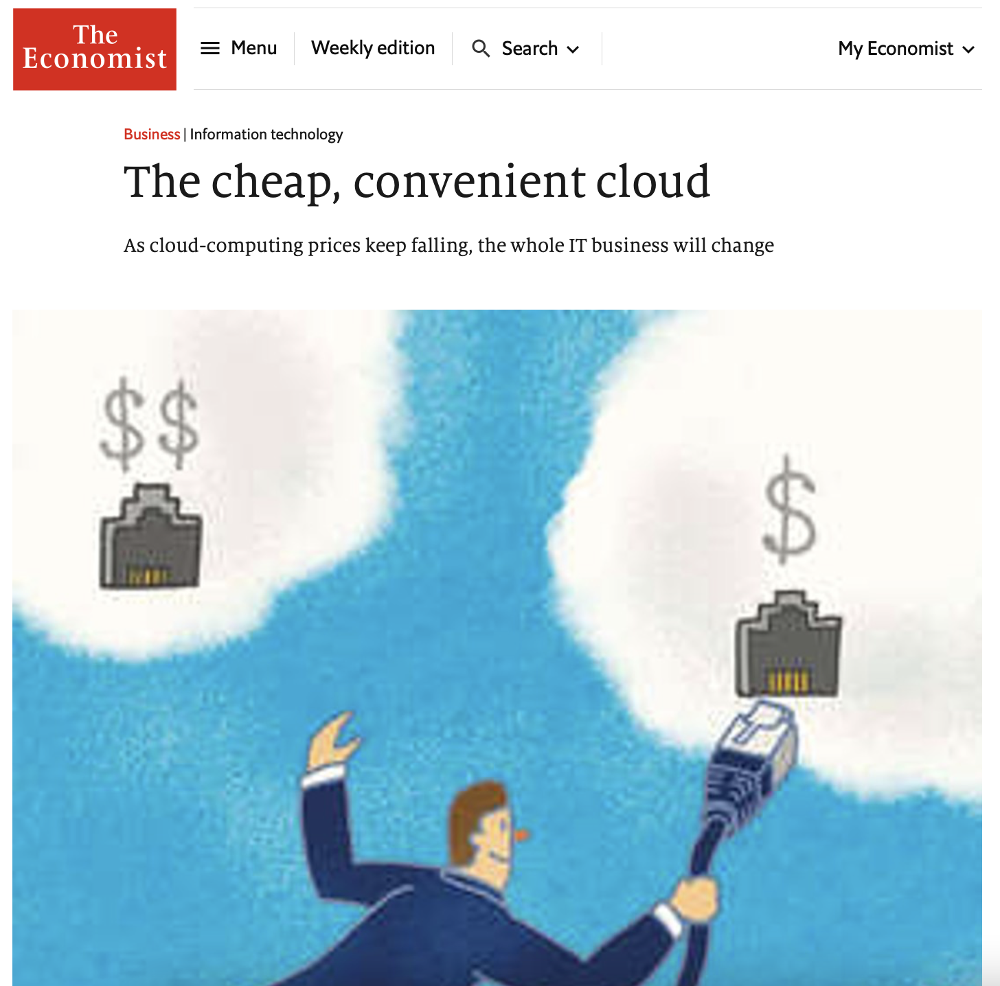 The
Economist
Menu
Weekly edition
Search
My Economist
Business | Information technology
The cheap, convenient cloud
As cloud-computing prices keep falling, the whole IT business will change
$$
$